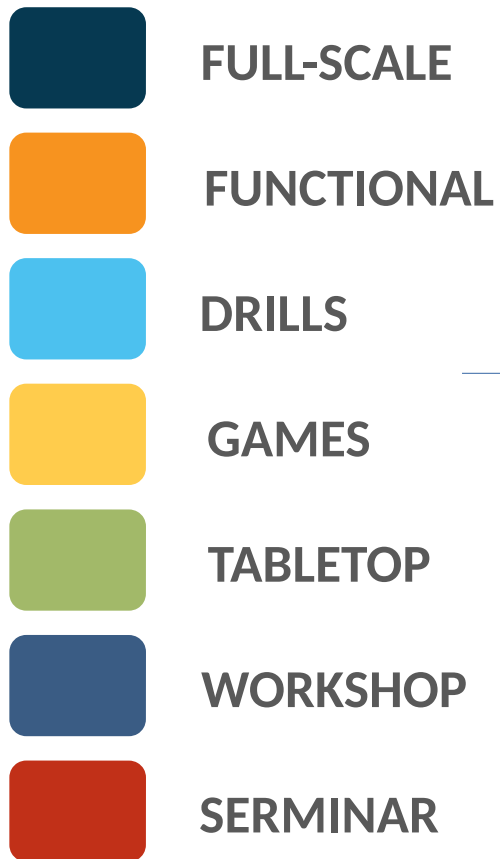 FULL-SCALE
FUNCTIONAL
DRILLS
GAMES
TABLETOP
WORKSHOP
SERMINAR